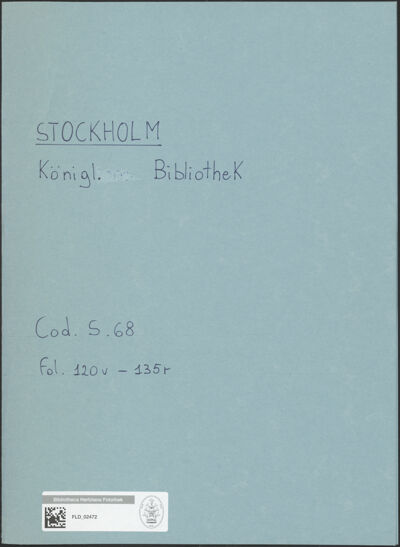 STOCKHOLM
Königl. Bibliothek
Cod. S.68
Fol. 120v - 135r
Bibliotheca Hertziana Fotothek
FLD_02472